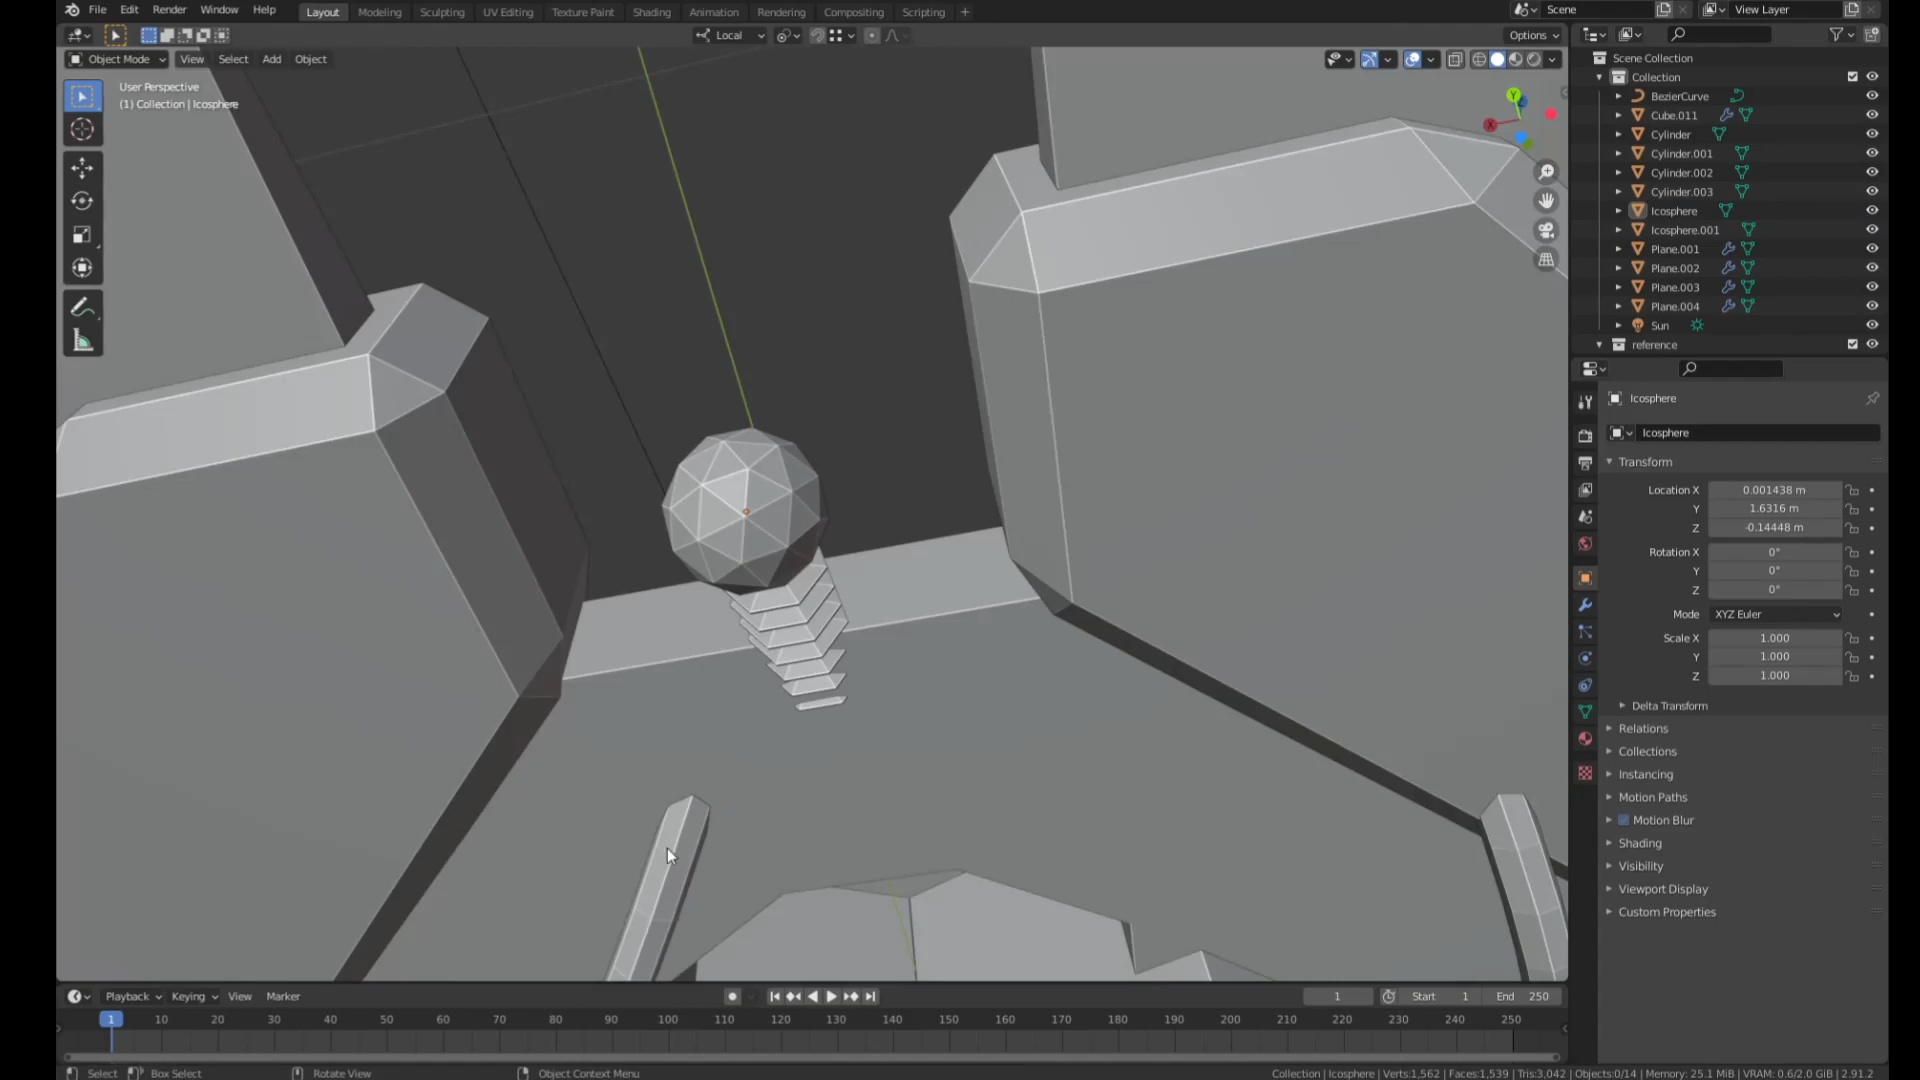 File Edit Render Window Help Layout Modeling Sculpting UV Editing Texture Paint Shading Animation Rendering Compositing Scripting +
Scene
View Layer
Local
Options
Object Mode View Select Add Object
User Perspective
(1) Collection | Icosphere
Y
X
Scene Collection
Collection
BezierCurve
Cube.011
Cylinder
Cylinder.001
Cylinder.002
Cylinder.003
Icosphere
Icosphere.001
Plane.001
Plane.002
Plane.003
Plane.004
Sun
reference
Icosphere
Icosphere
Transform
Location X 0.001438 m
Y 1.6316 m
Z -0.14448 m
Rotation X 0°
Y 0°
Z 0°
Mode XYZ Euler
Scale X 1.000
Y 1.000
Z 1.000
Delta Transform
Relations
Collections
Instancing
Motion Paths
Motion Blur
Shading
Visibility
Viewport Display
Custom Properties
Playback Keying View Marker
1 Start 1 End 250
1 10 20 30 40 50 60 70 80 90 100 110 120 130 140 150 160 170 180 190 200 210 220 230 240 250
Select Box Select Rotate View Object Context Menu
Collection | Icosphere | Verts:1,562 | Faces:1,539 | Tris:3,042 | Objects:0/14 | Memory: 25.1 MiB | VRAM: 0.6/2.0 GiB | 2.91.2